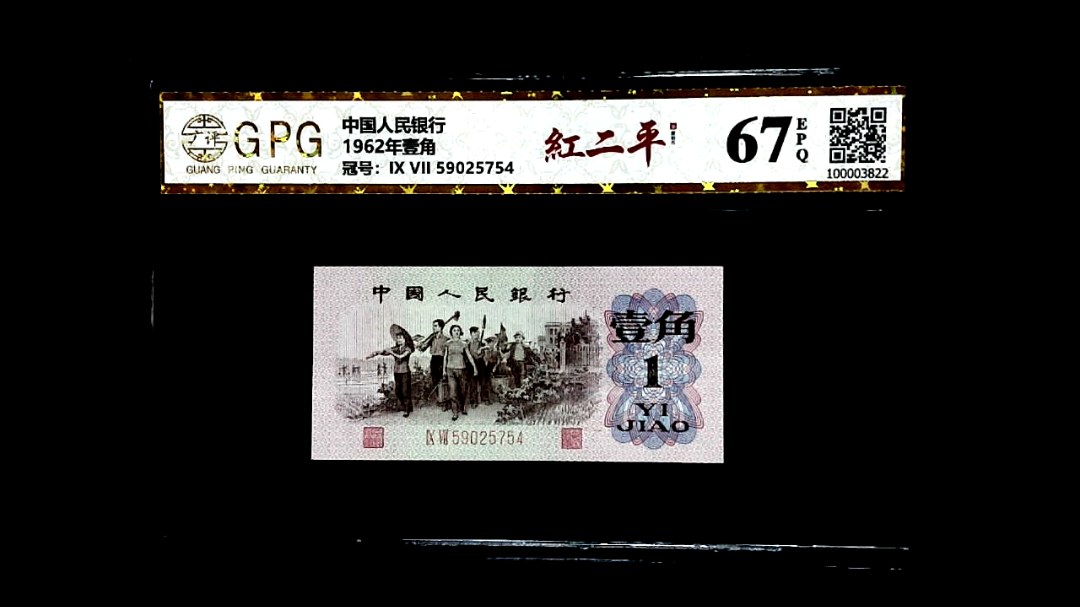 广评
GPG
GUANG PING GUARANTY
中国人民银行
1962年壹角
冠号：IX VII 59025754
紅二平
67
EPQ
100003822
中國人民銀行
壹角
1
YI
JIAO
IX VII 59025754